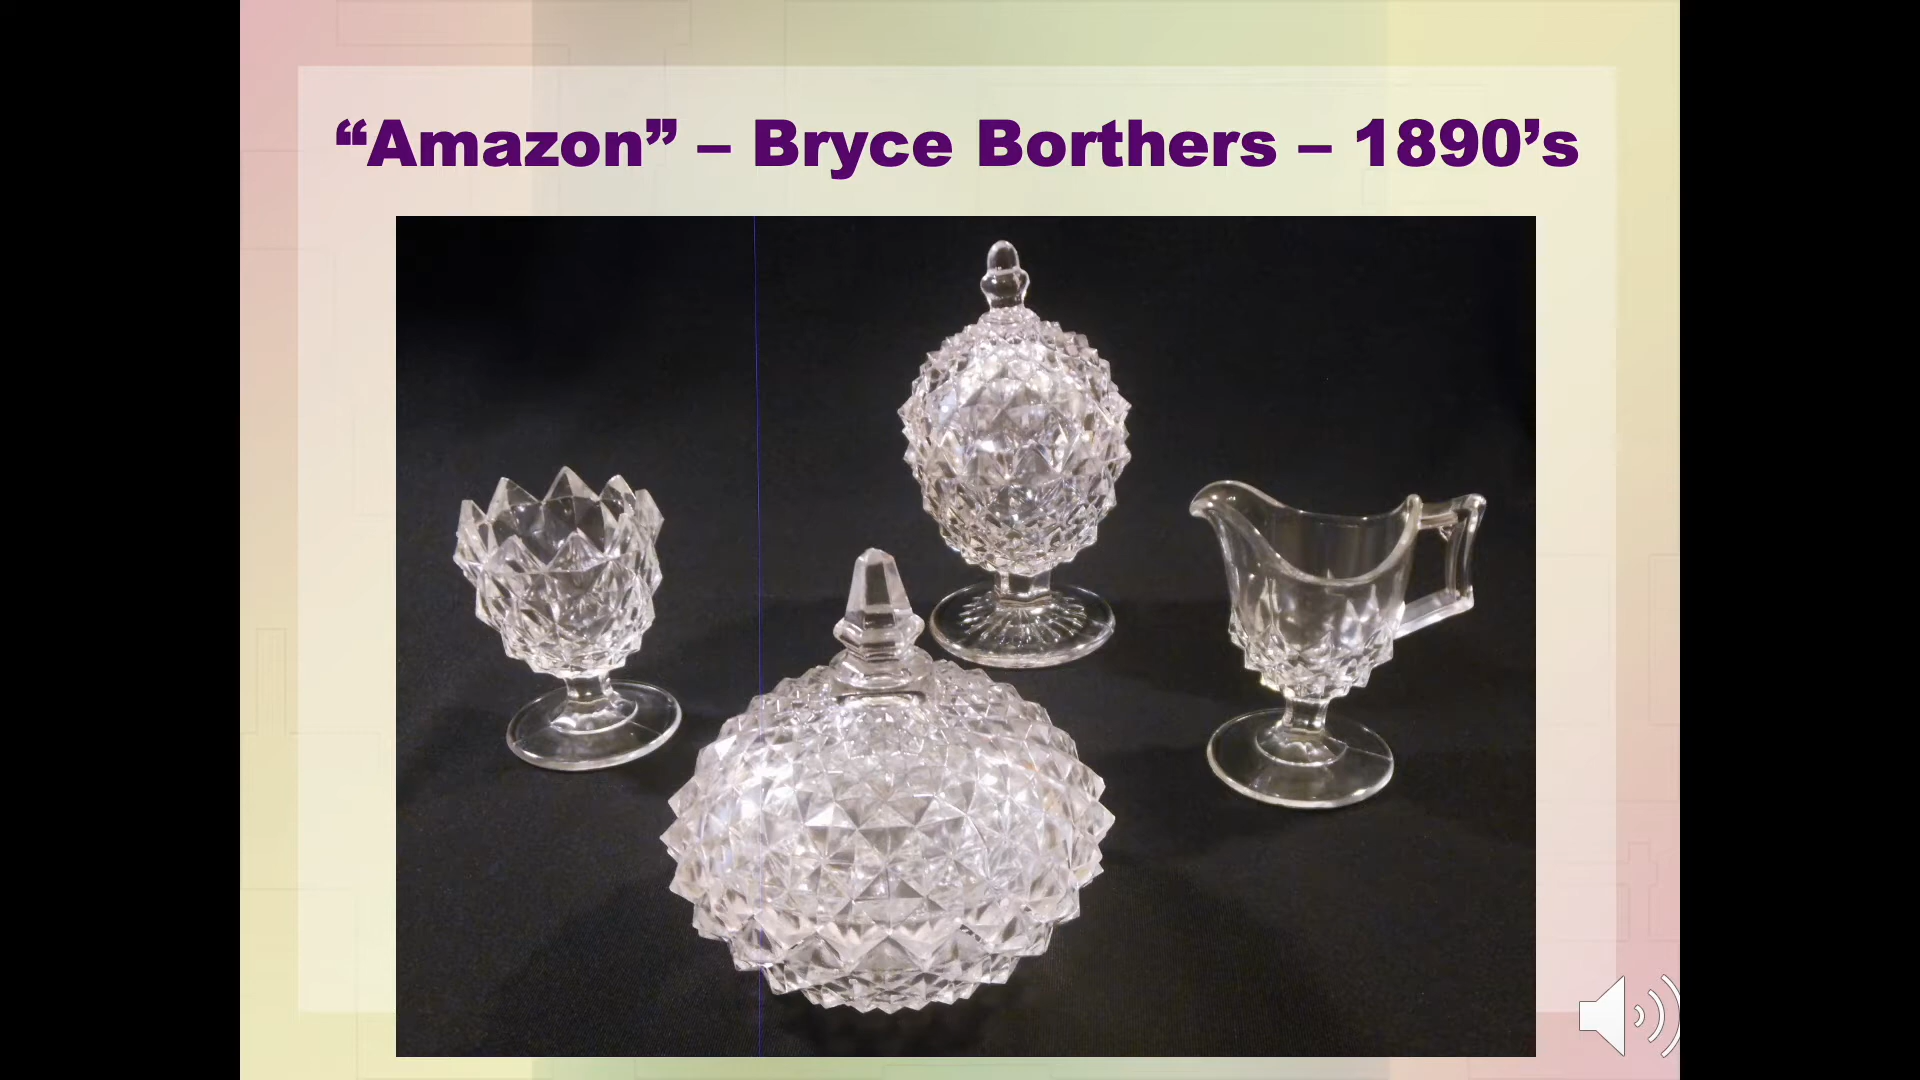 “Amazon” – Bryce Borthers – 1890’s